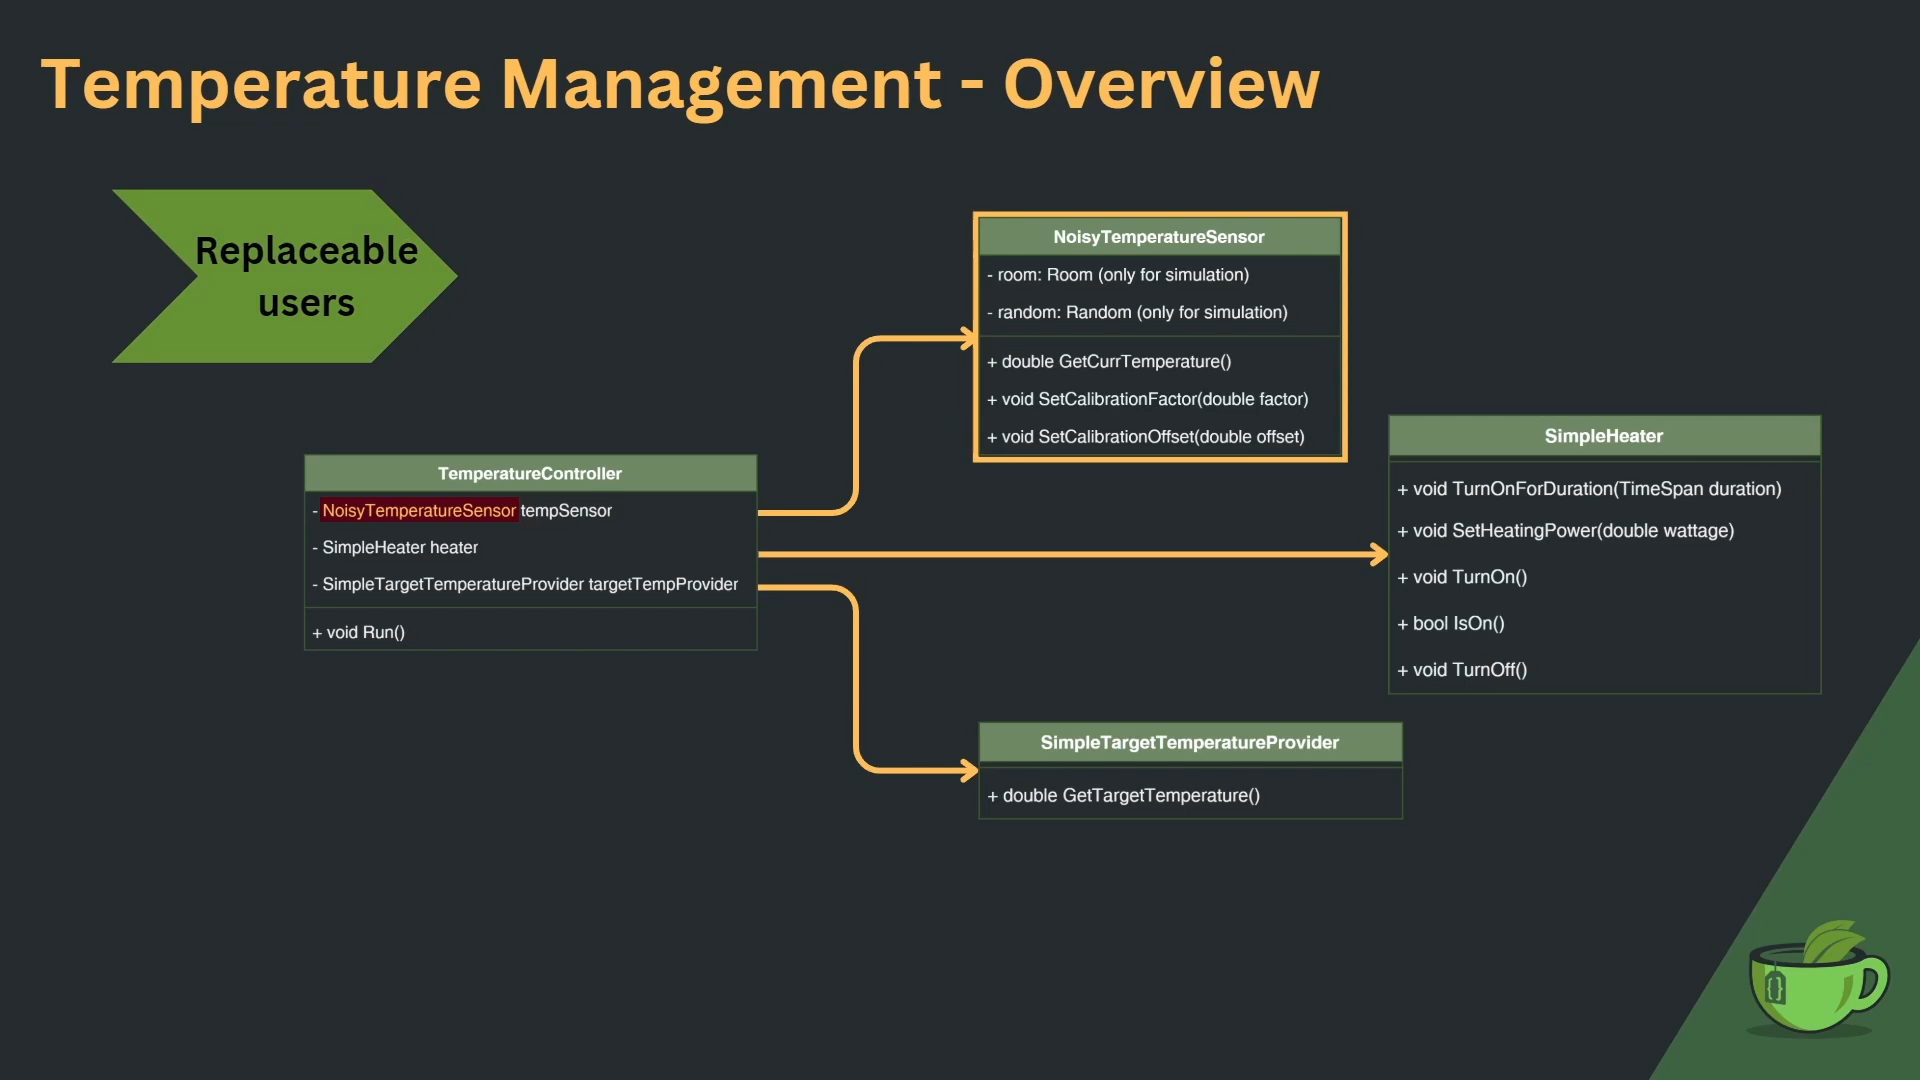 Temperature Management - Overview
Replaceable
users
NoisyTemperatureSensor
- room: Room (only for simulation)
- random: Random (only for simulation)
+ double GetCurrTemperature()
+ void SetCalibrationFactor(double factor)
+ void SetCalibrationOffset(double offset)
TemperatureController
- NoisyTemperatureSensor tempSensor
- SimpleHeater heater
- SimpleTargetTemperatureProvider targetTempProvider
+ void Run()
SimpleHeater
+ void TurnOnForDuration(TimeSpan duration)
+ void SetHeatingPower(double wattage)
+ void TurnOn()
+ bool IsOn()
+ void TurnOff()
SimpleTargetTemperatureProvider
+ double GetTargetTemperature()
{}